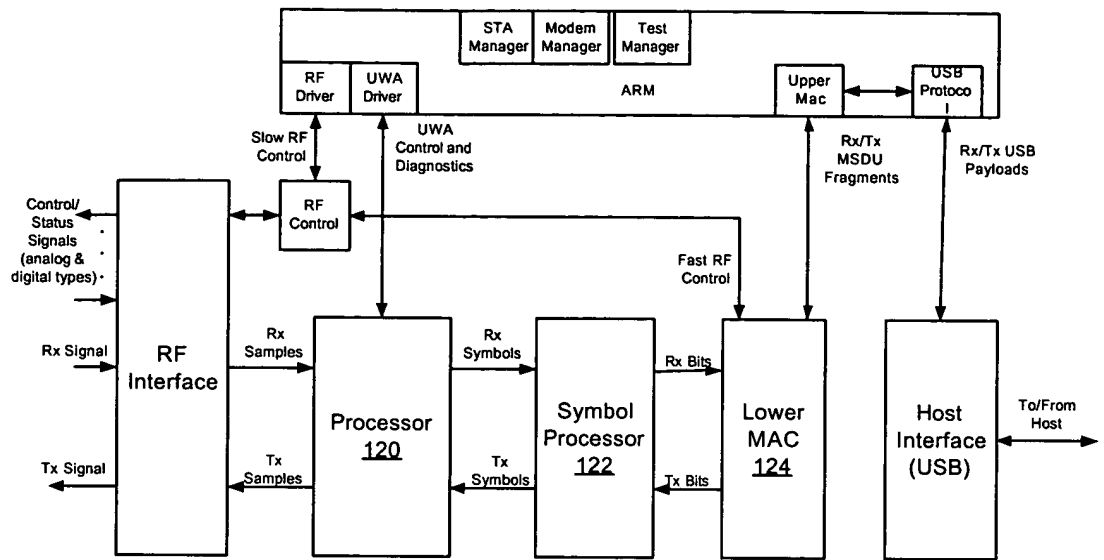 STA
Manager
Modem
Manager
Test
Manager
RF
Driver
UWA
Driver
ARM
Upper
Mac
USB
Protoco
l
Slow RF
Control
UWA
Control and
Diagnostics
Rx/Tx
MSDU
Fragments
Rx/Tx USB
Payloads
Control/
Status
Signals
(analog &
digital types)
RF
Control
Fast RF
Control
Rx Signal
RF
Interface
Rx
Samples
Rx
Symbols
Rx Bits
Processor
120
Symbol
Processor
122
Lower
MAC
124
Host
Interface
(USB)
To/From
Host
Tx Signal
Tx
Samples
Tx
Symbols
Tx Bits